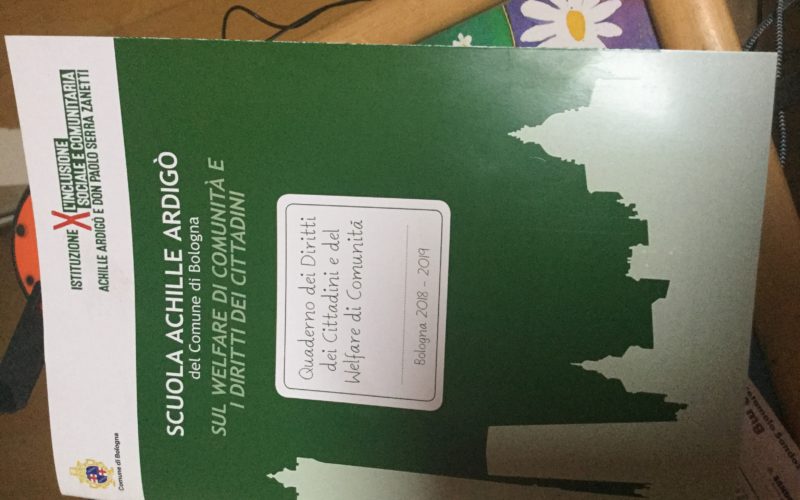 ISTITUZIONE
X
L'INCLUSIONE
SOCIALE E COMUNITARIA
ACHILLE ARDIGÒ E DON PAOLO SERRA ZANETTI
Comune di Bologna
SCUOLA ACHILLE ARDIGÒ
del Comune di Bologna
SUL WELFARE DI COMUNITÀ E
I DIRITTI DEI CITTADINI
Quaderno dei Diritti
dei Cittadini e del
Welfare di Comunitá
Bologna 2018 - 2019